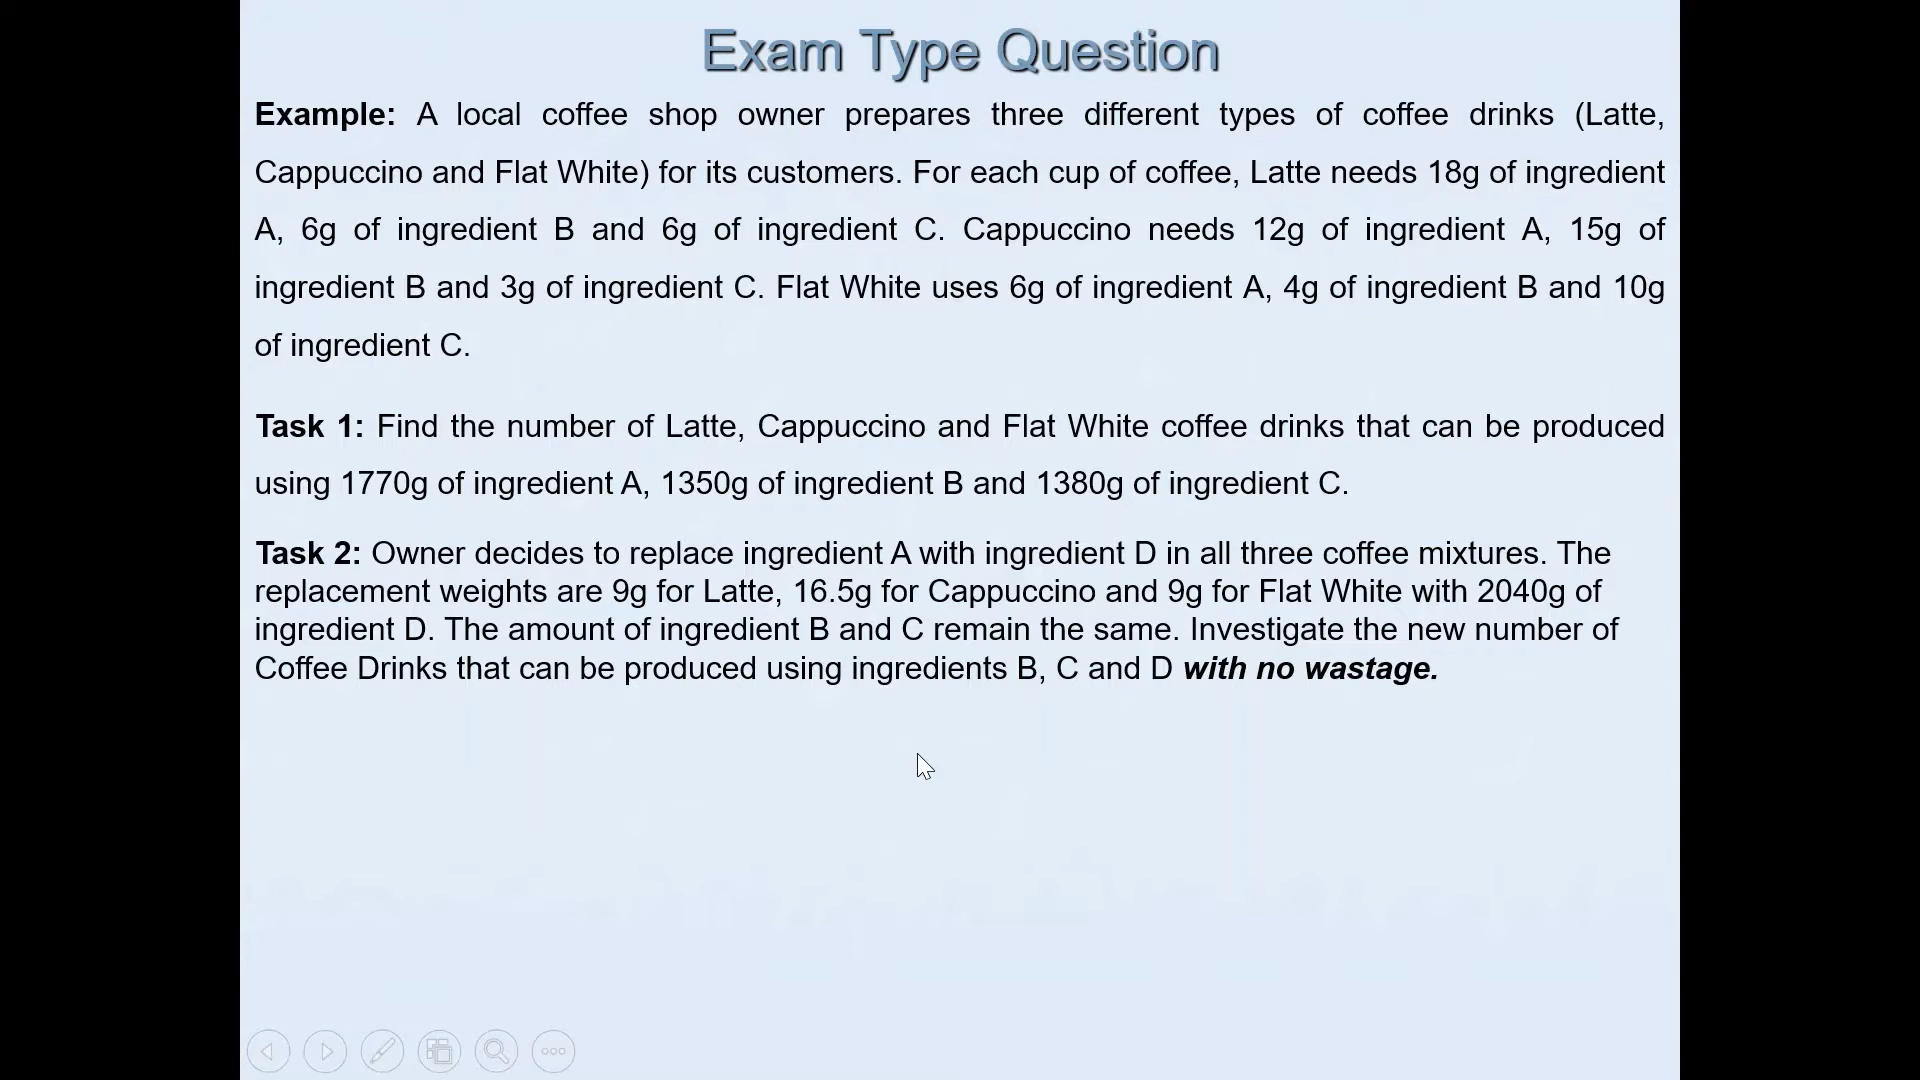 Exam Type Question
Example: A local coffee shop owner prepares three different types of coffee drinks (Latte,
Cappuccino and Flat White) for its customers. For each cup of coffee, Latte needs 18g of ingredient
A, 6g of ingredient B and 6g of ingredient C. Cappuccino needs 12g of ingredient A, 15g of
ingredient B and 3g of ingredient C. Flat White uses 6g of ingredient A, 4g of ingredient B and 10g
of ingredient C.
Task 1: Find the number of Latte, Cappuccino and Flat White coffee drinks that can be produced
using 1770g of ingredient A, 1350g of ingredient B and 1380g of ingredient C.
Task 2: Owner decides to replace ingredient A with ingredient D in all three coffee mixtures. The
replacement weights are 9g for Latte, 16.5g for Cappuccino and 9g for Flat White with 2040g of
ingredient D. The amount of ingredient B and C remain the same. Investigate the new number of
Coffee Drinks that can be produced using ingredients B, C and D with no wastage.